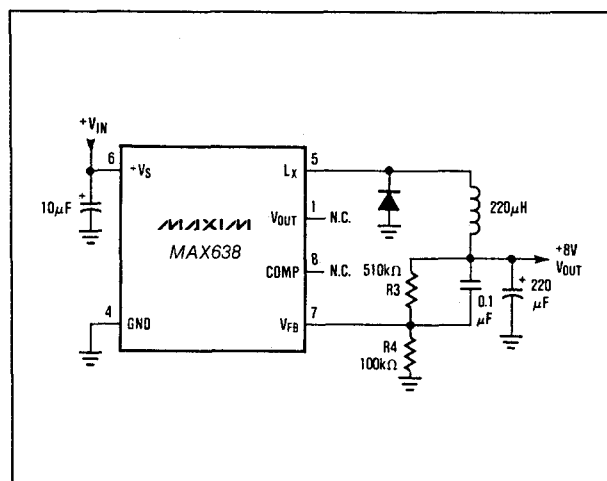 +VIN
6
+VS
10µF
+
4
GND
MAXIM
MAX638
LX
5
VOUT
1
N.C.
COMP
8
N.C.
VFB
7
220µH
+8V
VOUT
510kΩ
R3
0.1
µF
+
220
µF
R4
100kΩ